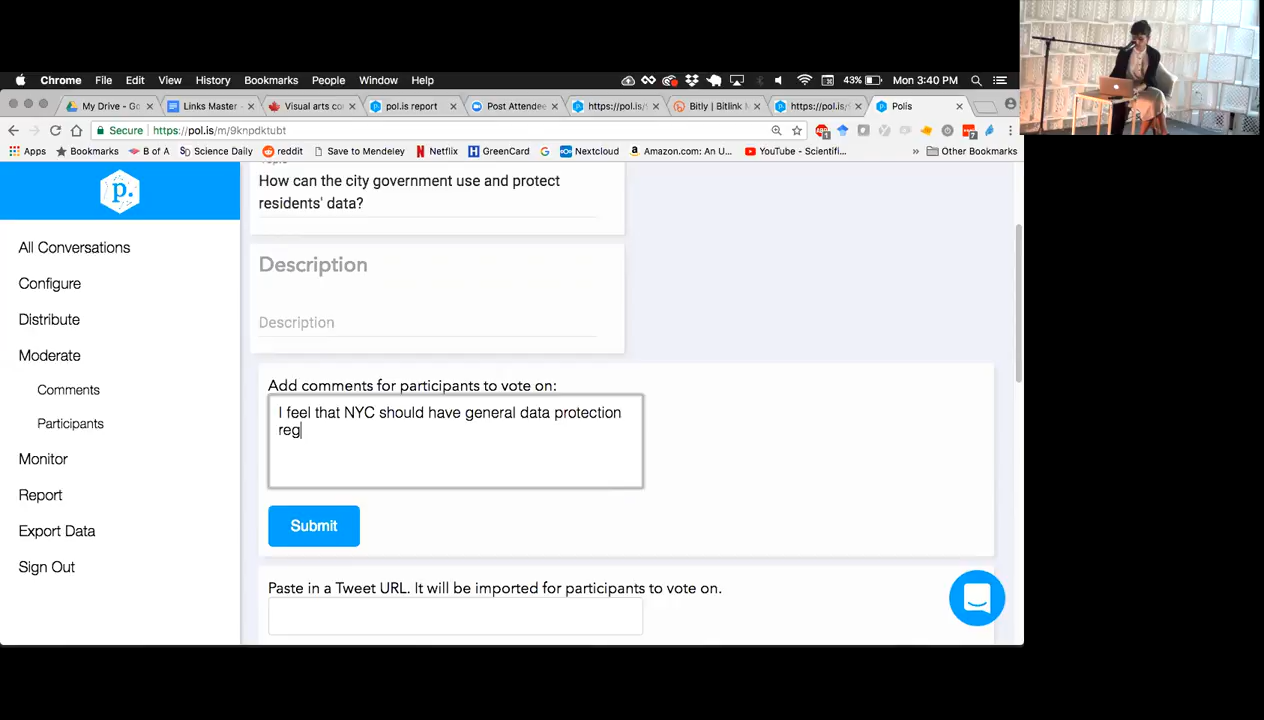 Chrome File Edit View History Bookmarks People Window Help
43% Mon 3:40 PM
My Drive - Go
Links Master -
Visual arts co
pol.is report
Post Attendee
https://pol.is/
Bitly | Bitlink M
https://pol.is/
Polis
Secure https://pol.is/m/9knpdktubt
Apps Bookmarks B of A Science Daily reddit Save to Mendeley Netflix GreenCard Nextcloud Amazon.com: An U... YouTube - Scientifi... » Other Bookmarks
p.
All Conversations
Configure
Distribute
Moderate
Comments
Participants
Monitor
Report
Export Data
Sign Out
How can the city government use and protect
residents' data?
Description
Description
Add comments for participants to vote on:
I feel that NYC should have general data protection
reg
Submit
Paste in a Tweet URL. It will be imported for participants to vote on.